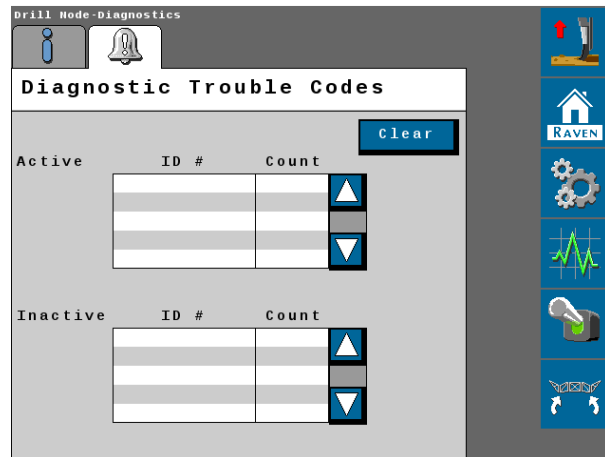 Drill Node-Diagnostics
Diagnostic Trouble Codes
Clear
Active ID # Count
RAVEN
Inactive ID # Count